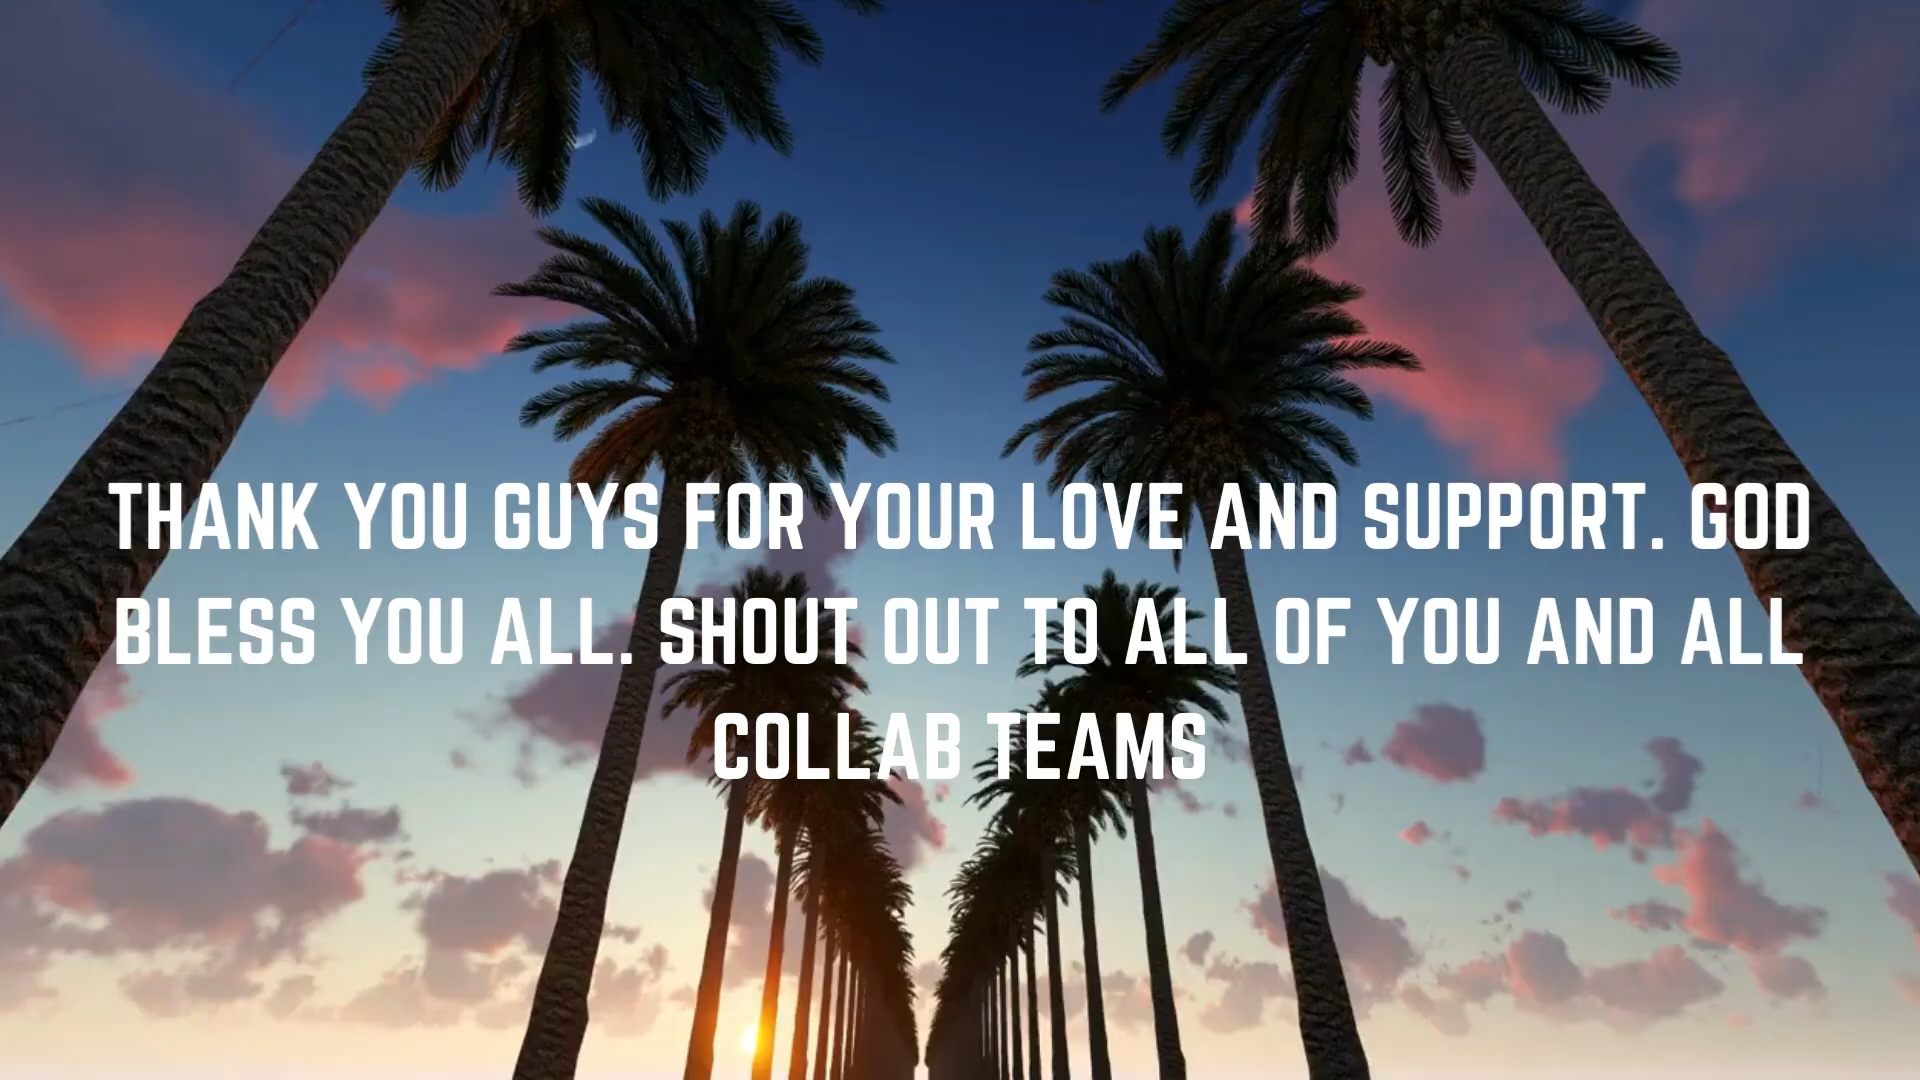 THANK YOU GUYS FOR YOUR LOVE AND SUPPORT. GOD
BLESS YOU ALL. SHOUT OUT TO ALL OF YOU AND ALL
COLLAB TEAMS